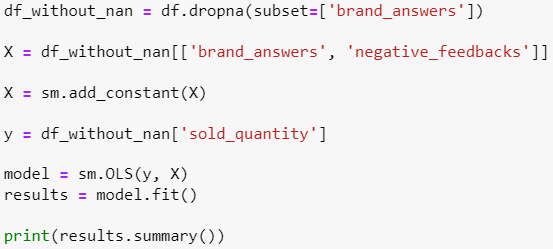 df_without_nan = df.dropna(subset=['brand_answers'])
X = df_without_nan[['brand_answers', 'negative_feedbacks']]
X = sm.add_constant(X)
y = df_without_nan['sold_quantity']
model = sm.OLS(y, X)
results = model.fit()
print(results.summary())